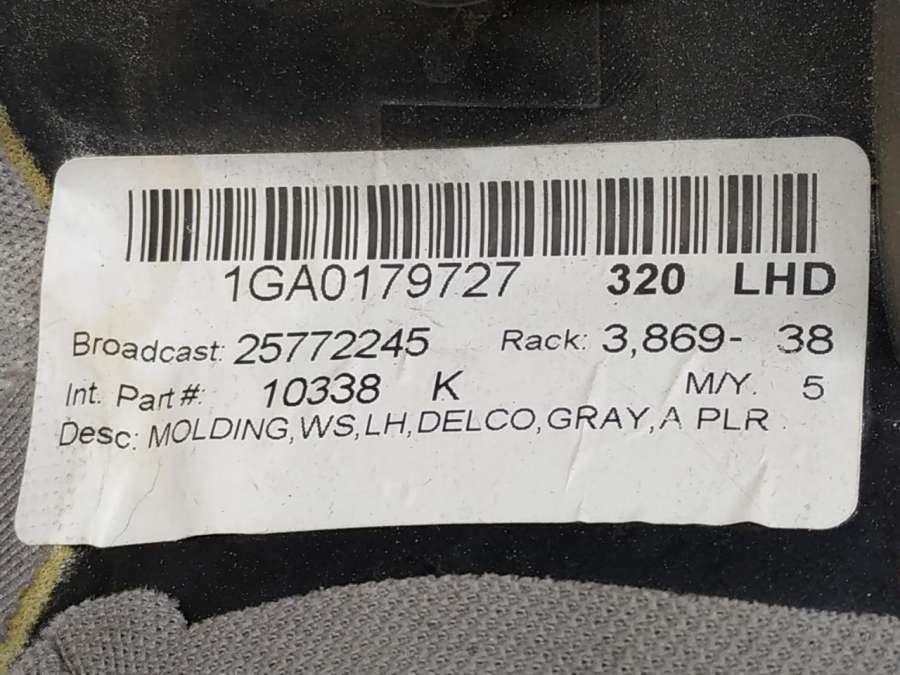 1GA0179727 320 LHD
Broadcast: 25772245 Rack: 3,869- 38
Int. Part#: 10338 K M/Y. 5
Desc: MOLDING,WS,LH,DELCO,GRAY,A PLR